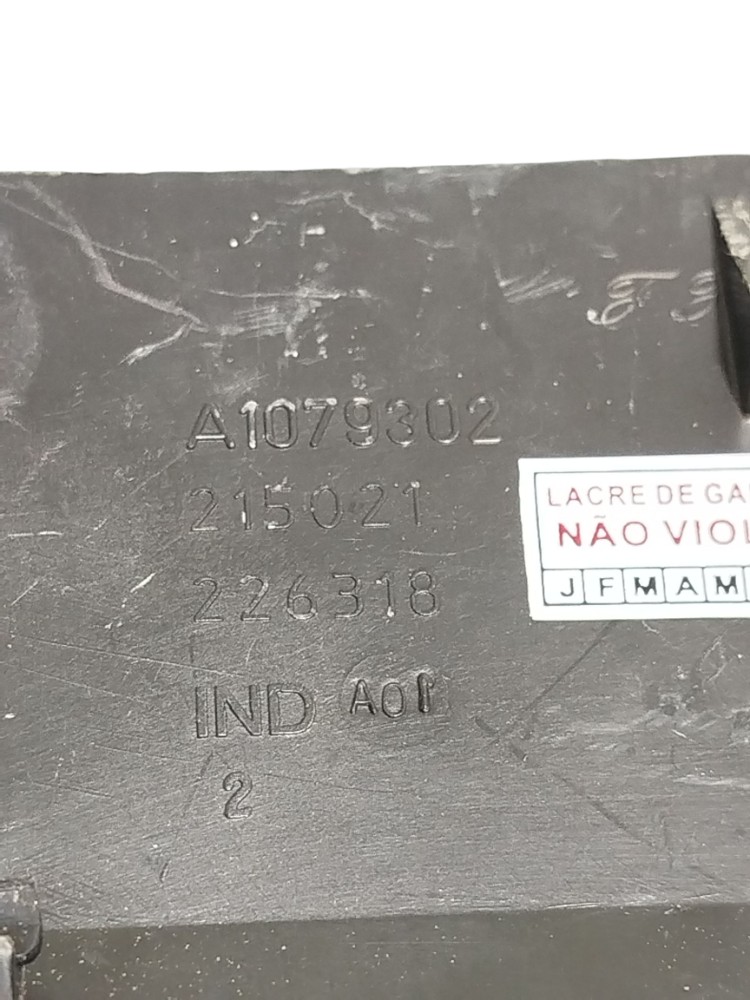 A1079302
215021
226318
IND A01
2
LACRE DE GA
NÃO VIOL
J F M A M